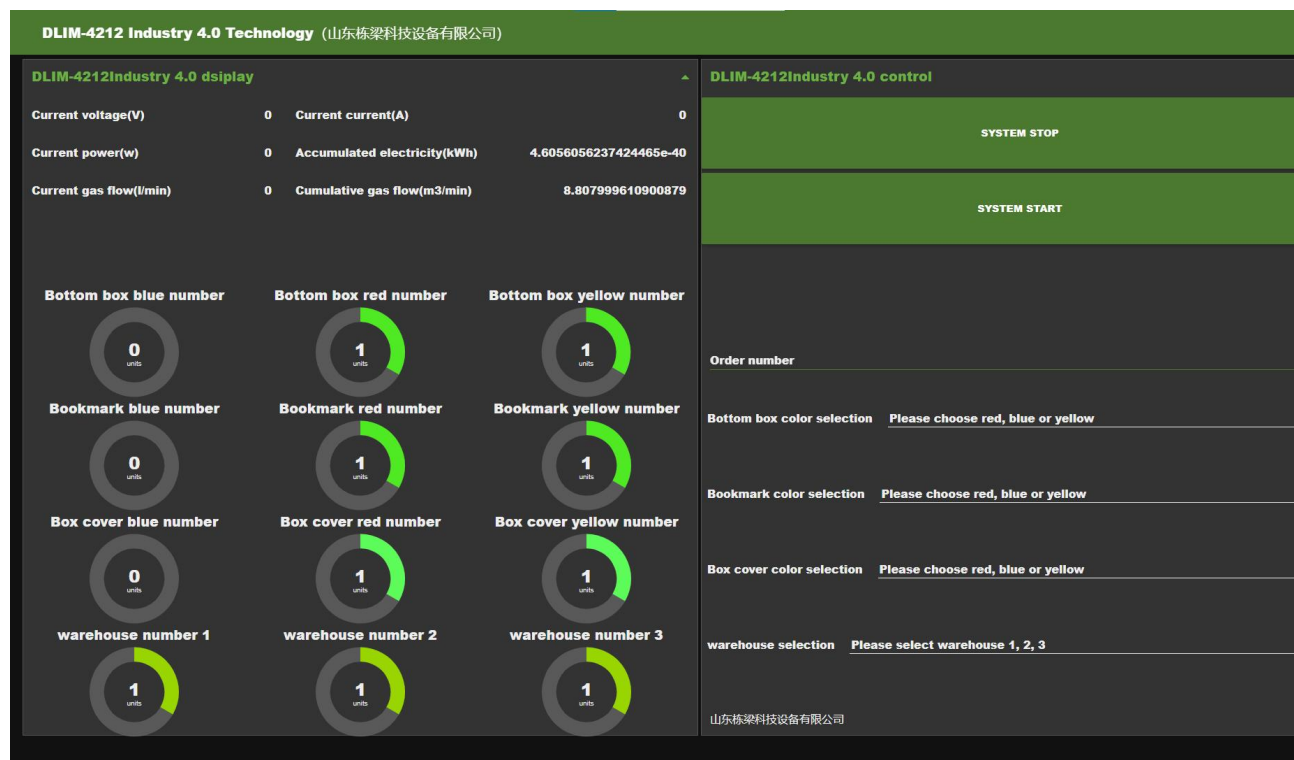 DLIM-4212 Industry 4.0 Technology (山东栋梁科技设备有限公司)
DLIM-4212Industry 4.0 dsiplay
Current voltage(V) 0 Current current(A) 0
Current power(w) 0 Accumulated electricity(kWh) 4.6056056237424465e-40
Current gas flow(l/min) 0 Cumulative gas flow(m3/min) 8.807999610900879
Bottom box blue number Bottom box red number Bottom box yellow number
0 1 1
units units units
Bookmark blue number Bookmark red number Bookmark yellow number
0 1 1
units units units
Box cover blue number Box cover red number Box cover yellow number
0 1 1
units units units
warehouse number 1 warehouse number 2 warehouse number 3
1 1 1
units units units
DLIM-4212Industry 4.0 control
SYSTEM STOP
SYSTEM START
Order number
Bottom box color selection Please choose red, blue or yellow
Bookmark color selection Please choose red, blue or yellow
Box cover color selection Please choose red, blue or yellow
warehouse selection Please select warehouse 1, 2, 3
山东栋梁科技设备有限公司